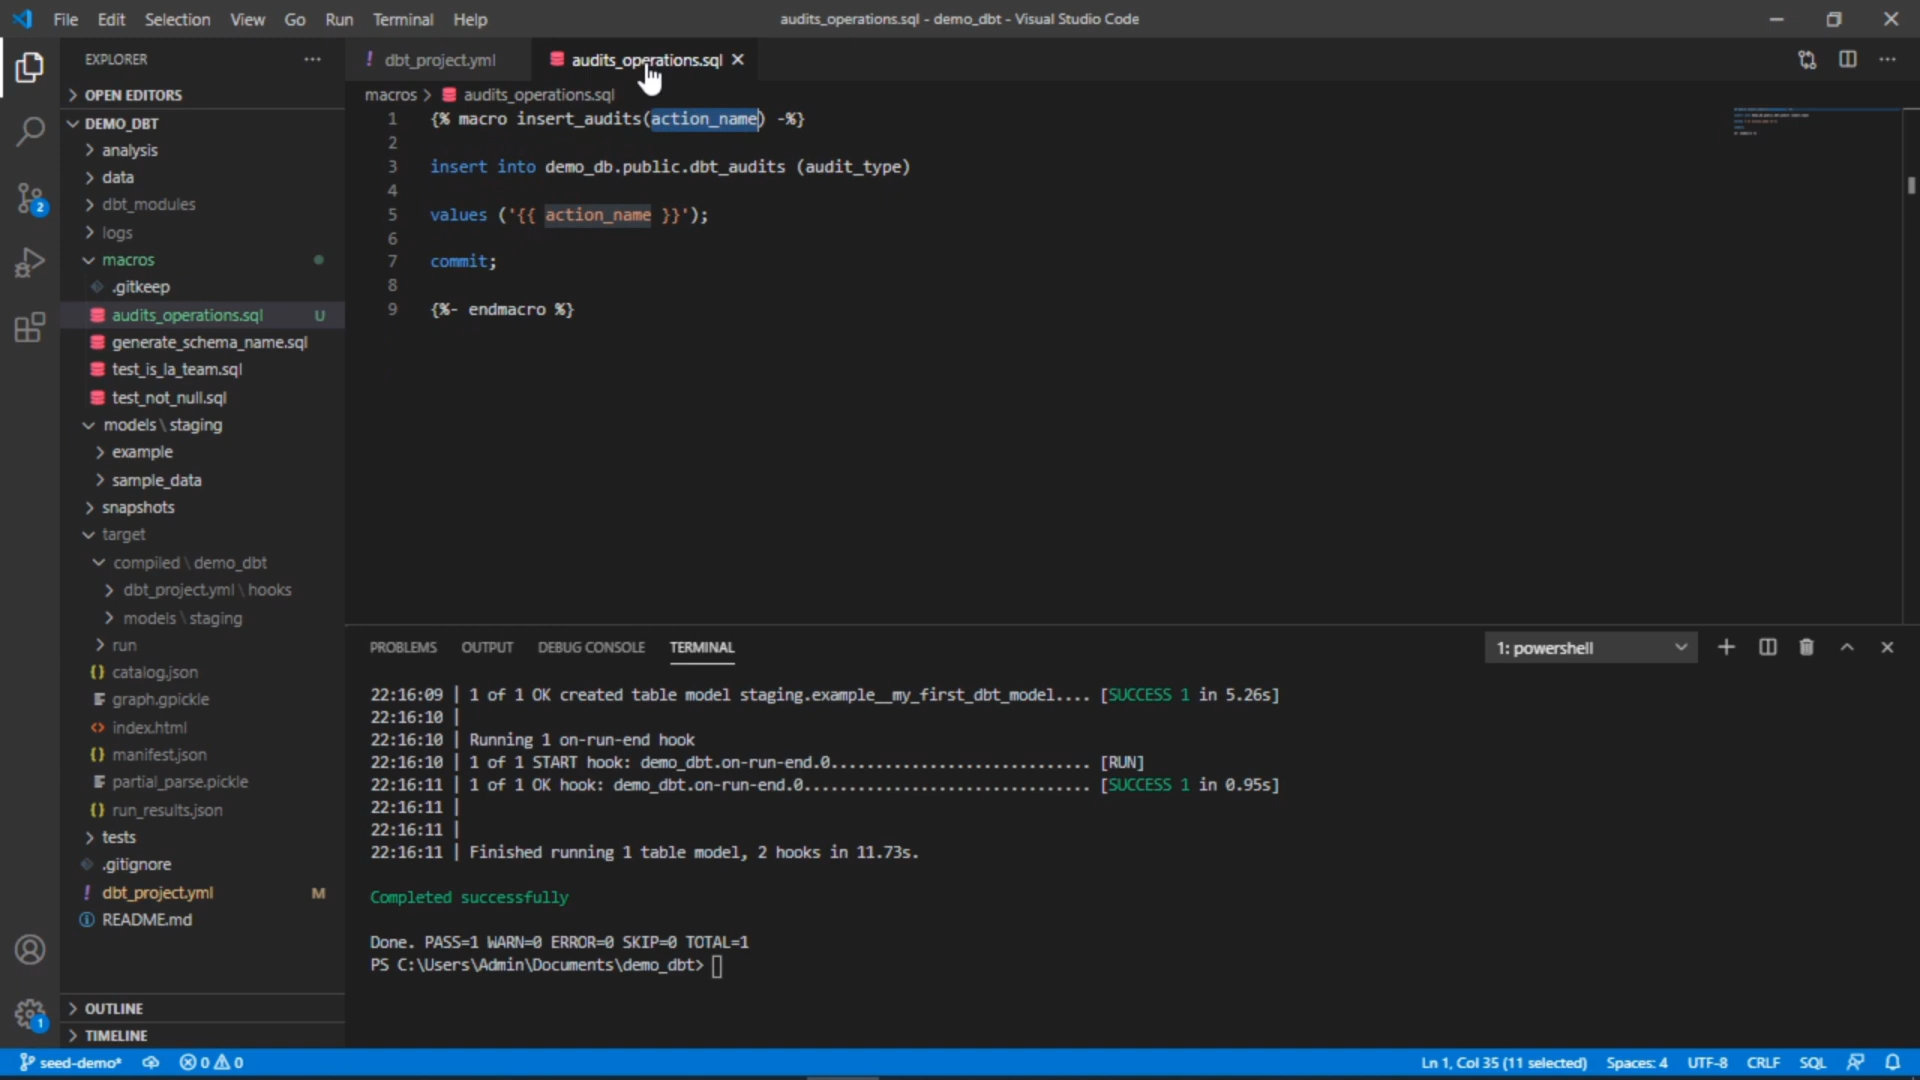 File Edit Selection View Go Run Terminal Help
audits_operations.sql - demo_dbt - Visual Studio Code
EXPLORER
dbt_project.yml
audits_operations.sql
OPEN EDITORS
macros > audits_operations.sql
DEMO_DBT
analysis
data
dbt_modules
logs
macros
.gitkeep
audits_operations.sql U
generate_schema_name.sql
test_is_la_team.sql
test_not_null.sql
models \ staging
example
sample_data
snapshots
target
compiled \ demo_dbt
dbt_project.yml \ hooks
models \ staging
run
catalog.json
graph.gpickle
index.html
manifest.json
partial_parse.pickle
run_results.json
tests
.gitignore
dbt_project.yml M
README.md
OUTLINE
TIMELINE
1 {% macro insert_audits(action_name) -%}
2
3 insert into demo_db.public.dbt_audits (audit_type)
4
5 values ('{{ action_name }}');
6
7 commit;
8
9 {%- endmacro %}
PROBLEMS OUTPUT DEBUG CONSOLE TERMINAL
1: powershell
22:16:09 | 1 of 1 OK created table model staging.example__my_first_dbt_model.... [SUCCESS 1 in 5.26s]
22:16:10 |
22:16:10 | Running 1 on-run-end hook
22:16:10 | 1 of 1 START hook: demo_dbt.on-run-end.0............................. [RUN]
22:16:11 | 1 of 1 OK hook: demo_dbt.on-run-end.0................................ [SUCCESS 1 in 0.95s]
22:16:11 |
22:16:11 |
22:16:11 | Finished running 1 table model, 2 hooks in 11.73s.
Completed successfully
Done. PASS=1 WARN=0 ERROR=0 SKIP=0 TOTAL=1
PS C:\Users\Admin\Documents\demo_dbt>
2
1
seed-demo* 0 0
Ln 1, Col 35 (11 selected) Spaces: 4 UTF-8 CRLF SQL